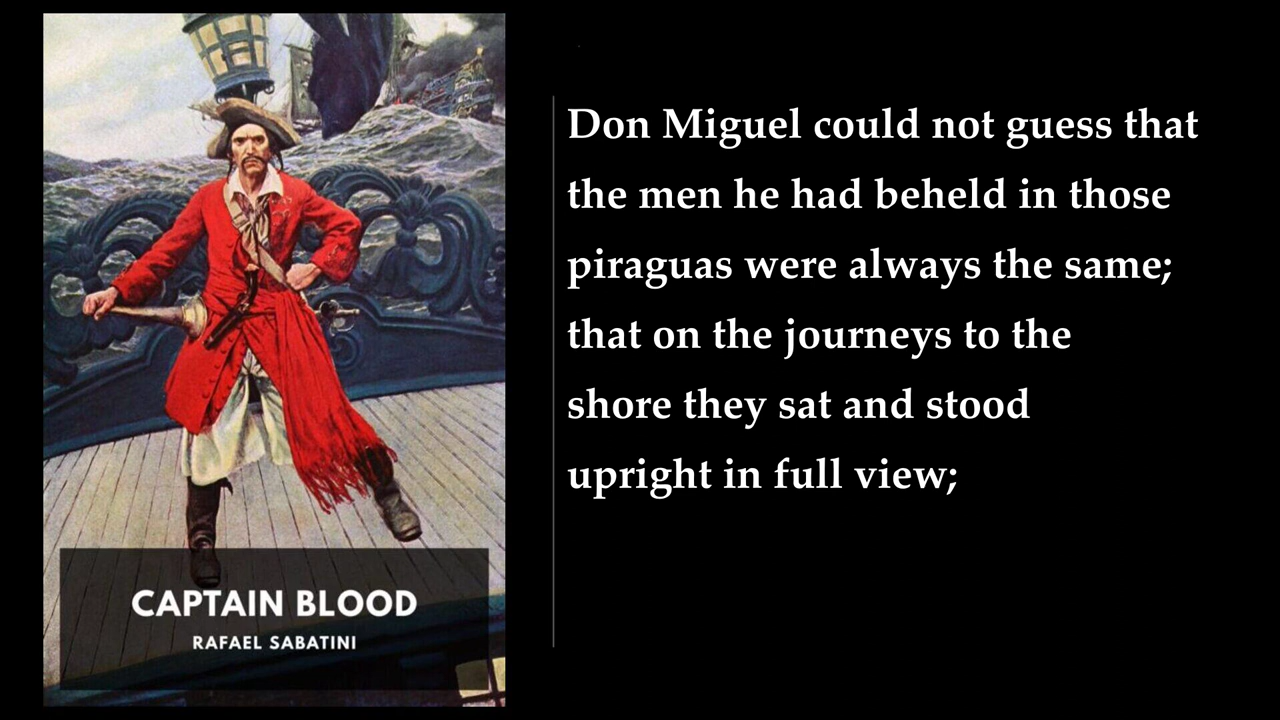 CAPTAIN BLOOD
RAFAEL SABATINI
Don Miguel could not guess that
the men he had beheld in those
piraguas were always the same;
that on the journeys to the
shore they sat and stood
upright in full view;